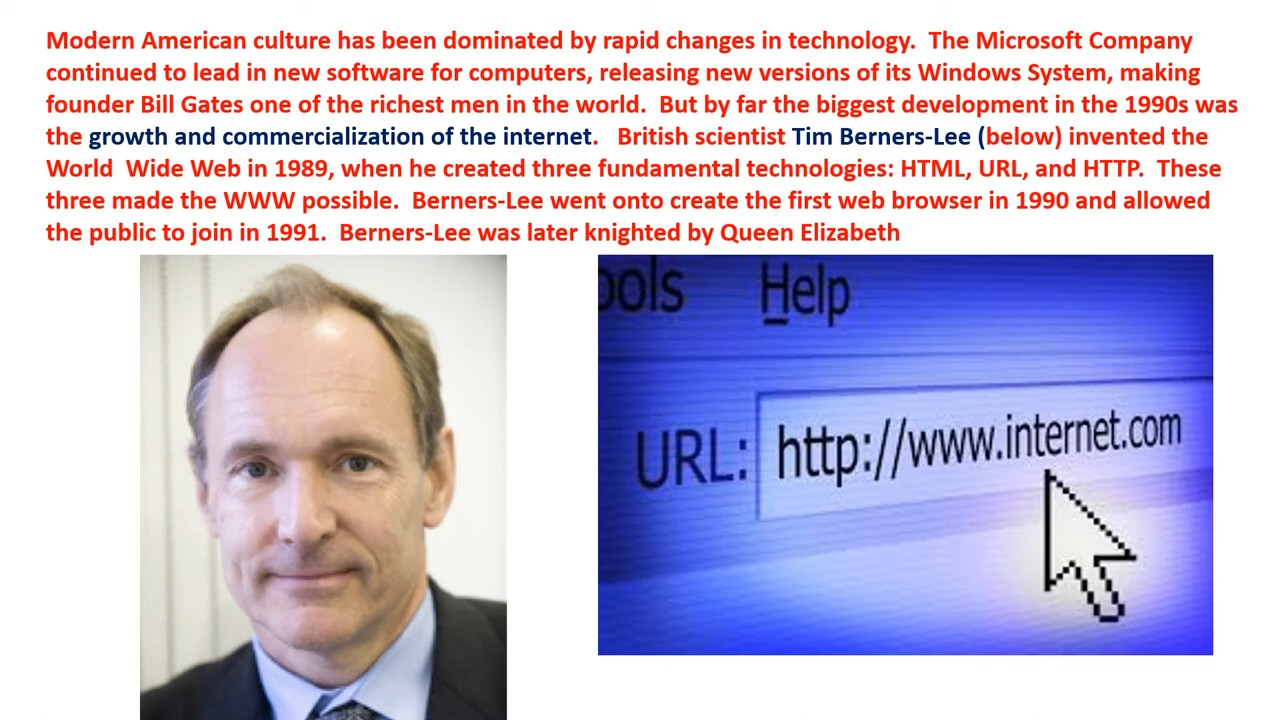 Modern American culture has been dominated by rapid changes in technology.  The Microsoft Company
continued to lead in new software for computers, releasing new versions of its Windows System, making
founder Bill Gates one of the richest men in the world.  But by far the biggest development in the 1990s was
the growth and commercialization of the internet.   British scientist Tim Berners-Lee (below) invented the
World  Wide Web in 1989, when he created three fundamental technologies: HTML, URL, and HTTP.  These
three made the WWW possible.  Berners-Lee went onto create the first web browser in 1990 and allowed
the public to join in 1991.  Berners-Lee was later knighted by Queen Elizabeth
ools Help
URL: http://www.internet.com